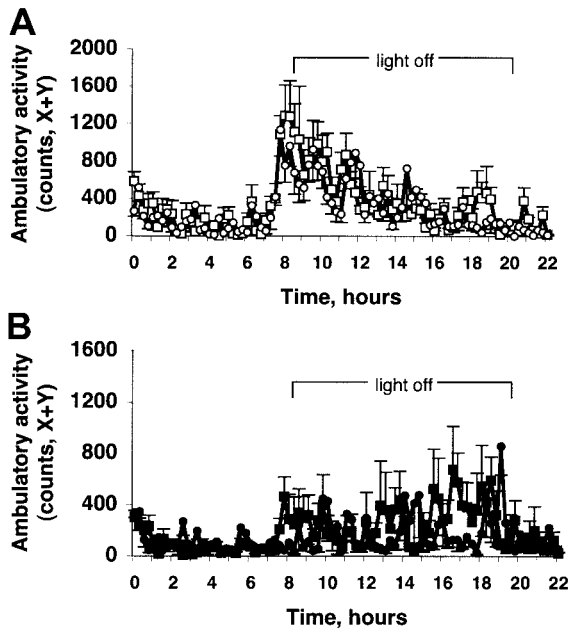 A
Ambulatory activity
(counts, X+Y)
2000
1600
1200
800
400
0
light off
0 2 4 6 8 10 12 14 16 18 20 22
Time, hours
B
Ambulatory activity
(counts, X+Y)
1600
1200
800
400
0
light off
0 2 4 6 8 10 12 14 16 18 20 22
Time, hours